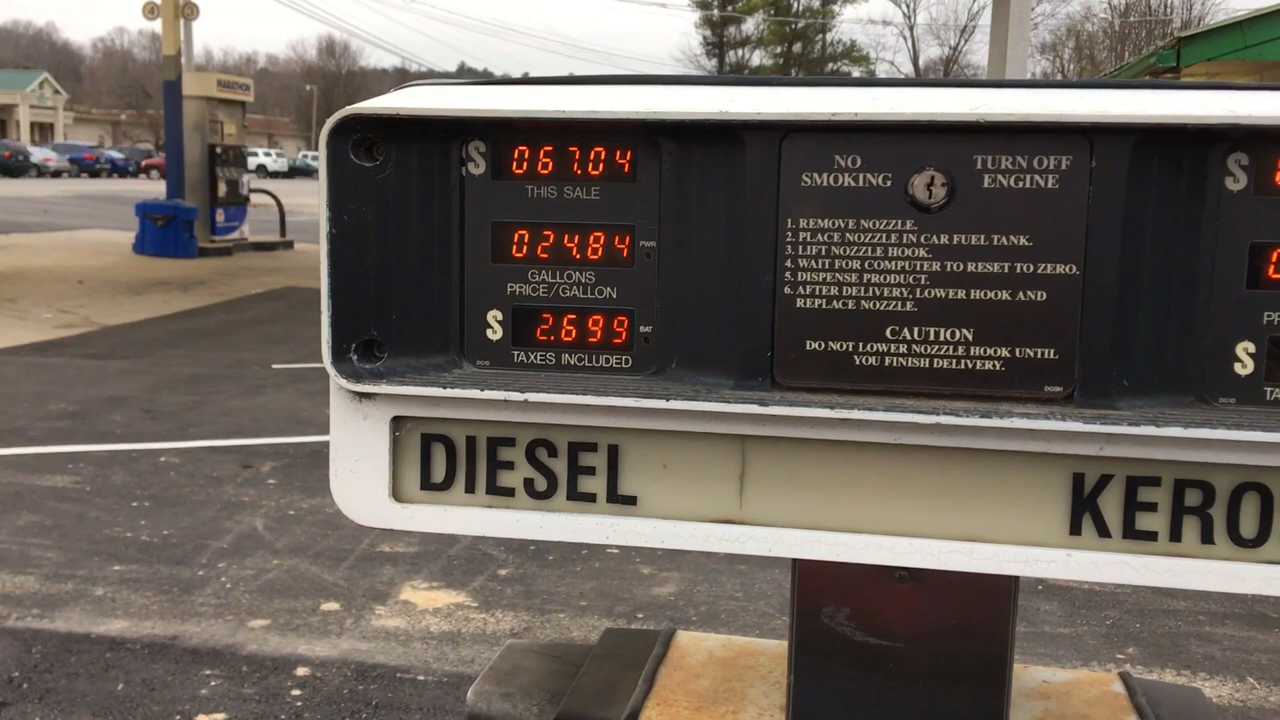 ④ ③
MARATHON
$ 067.04
THIS SALE
024.84 PWR
GALLONS
PRICE/GALLON
$ 2.699 BAT
TAXES INCLUDED
NO SMOKING
TURN OFF ENGINE
1. REMOVE NOZZLE.
2. PLACE NOZZLE IN CAR FUEL TANK.
3. LIFT NOZZLE HOOK.
4. WAIT FOR COMPUTER TO RESET TO ZERO.
5. DISPENSE PRODUCT.
6. AFTER DELIVERY, LOWER HOOK AND
REPLACE NOZZLE.
CAUTION
DO NOT LOWER NOZZLE HOOK UNTIL
YOU FINISH DELIVERY.
$
$
DIESEL
KERO